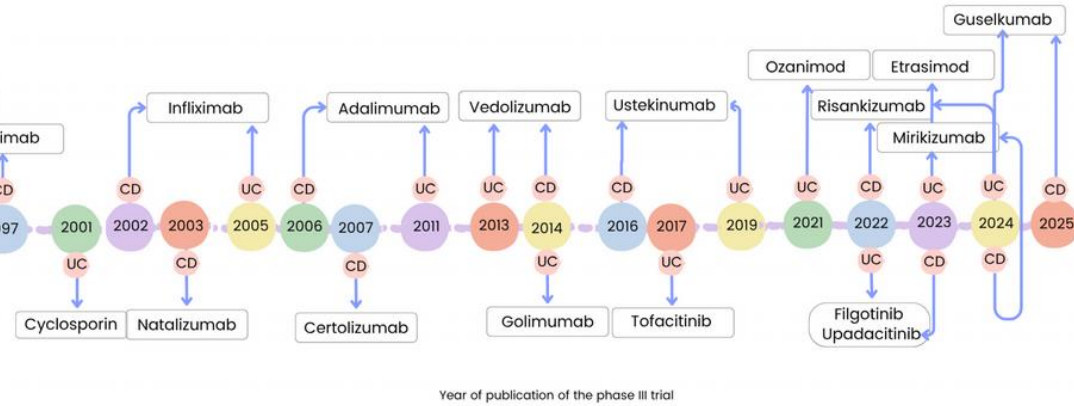 Guselkumab
Ozanimod
Etrasimod
Infliximab
Adalimumab
Vedolizumab
Ustekinumab
Risankizumab
imab
Mirikizumab
CD
CD
UC
CD
UC
UC
CD
CD
UC
UC
CD
UC
UC
CD
97
2001
2002
2003
2005
2006
2007
2011
2013
2014
2016
2017
2019
2021
2022
2023
2024
2025
UC
CD
CD
UC
UC
UC
CD
CD
Cyclosporin
Natalizumab
Certolizumab
Golimumab
Tofacitinib
Filgotinib
Upadacitinib
Year of publication of the phase III trial